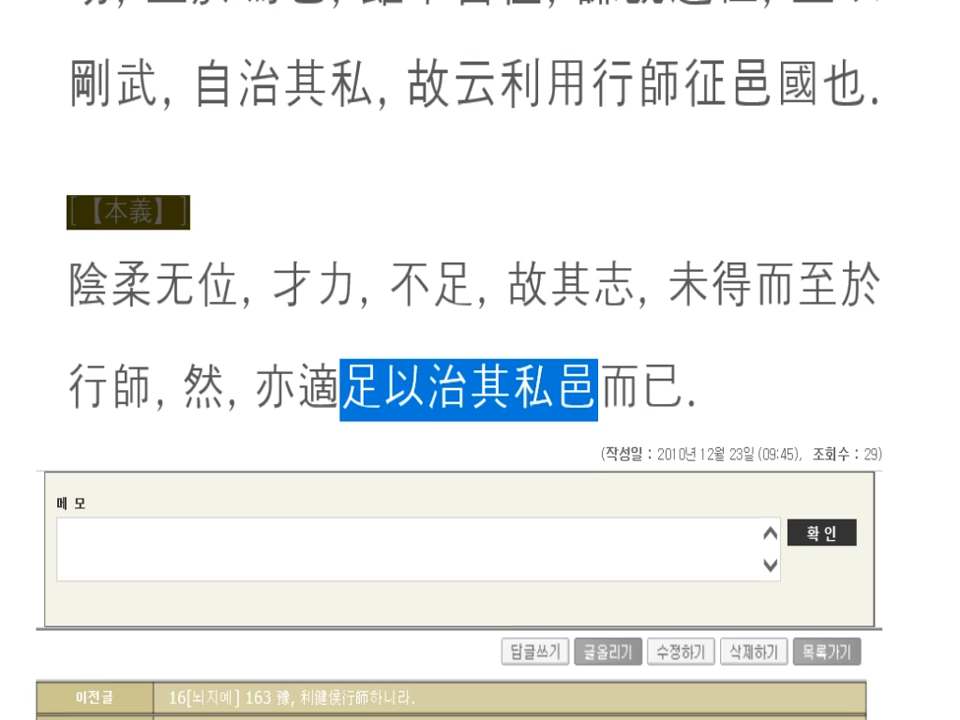 剛武, 自治其私, 故云利用行師征邑國也.
[【本義】]
陰柔无位, 才力, 不足, 故其志, 未得而至於
行師, 然, 亦適足以治其私邑而已.
(작성일 : 2010년 12월 23일 (09:45), 조회수 : 29)
메 모
확 인
답글쓰기 글올리기 수정하기 삭제하기 목록가기
이전글 16[뇌지예] 163 豫, 利健侯行師하니라.